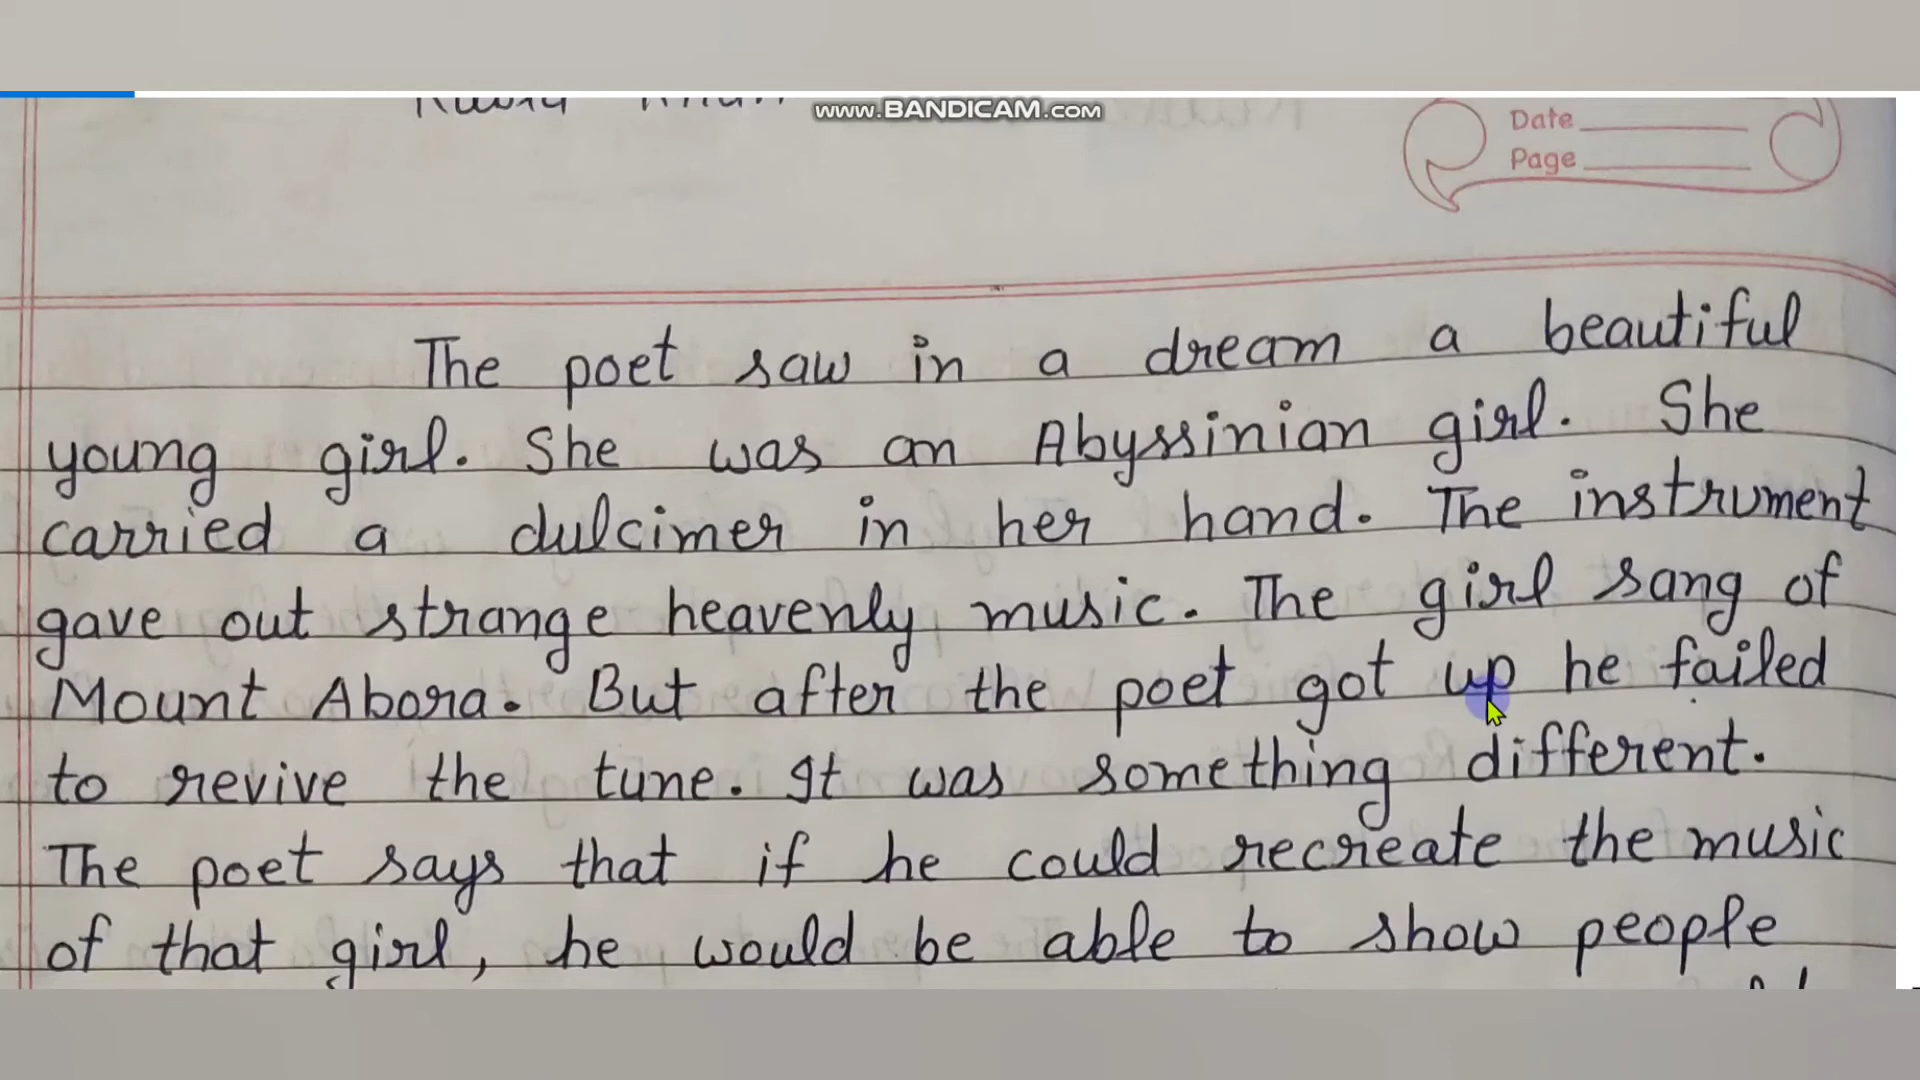 Kubla Khan
www.BANDICAM.com
Date
Page
The poet saw in a dream a beautiful
young girl. She was an Abyssinian girl. She
carried a dulcimer in her hand. The instrument
gave out strange heavenly music. The girl sang of
Mount Abora. But after the poet got up he failed
to revive the tune. It was something different.
The poet says that if he could recreate the music
of that girl, he would be able to show people